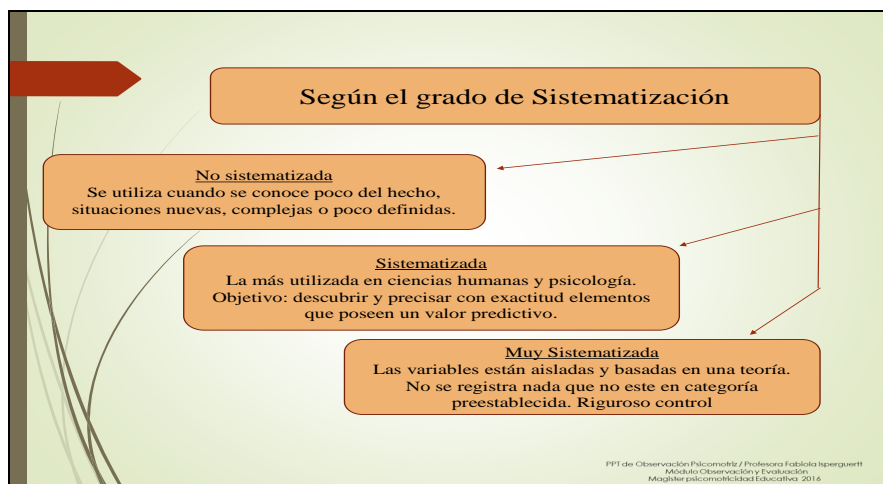 Según el grado de Sistematización
No sistematizada
Se utiliza cuando se conoce poco del hecho,
situaciones nuevas, complejas o poco definidas.
Sistematizada
La más utilizada en ciencias humanas y psicología.
Objetivo: descubrir y precisar con exactitud elementos
que poseen un valor predictivo.
Muy Sistematizada
Las variables están aisladas y basadas en una teoría.
No se registra nada que no este en categoría
preestablecida. Riguroso control
PPT de Observación Psicomotriz / Profesora Fabiola Isperguertt
Módulo Observación y Evaluación
Magister psicomotricidad Educativa 2016